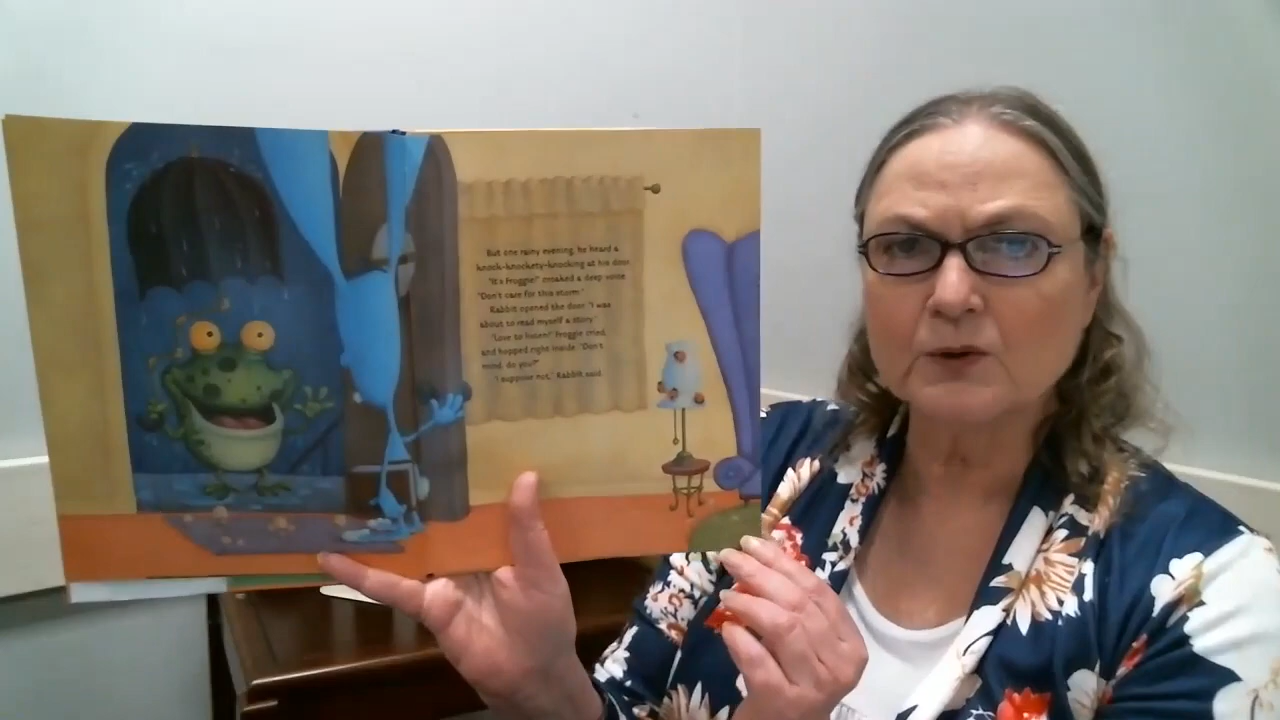 But one rainy evening, he heard a
knock-knockety-knocking at his door.
"It's Froggie!" croaked a deep voice.
"Don't care for this storm."
Rabbit opened the door. "I was
about to read myself a story."
"Love to listen!" Froggie cried,
and hopped right inside. "Don't
mind, do you?"
"I suppose not," Rabbit said.